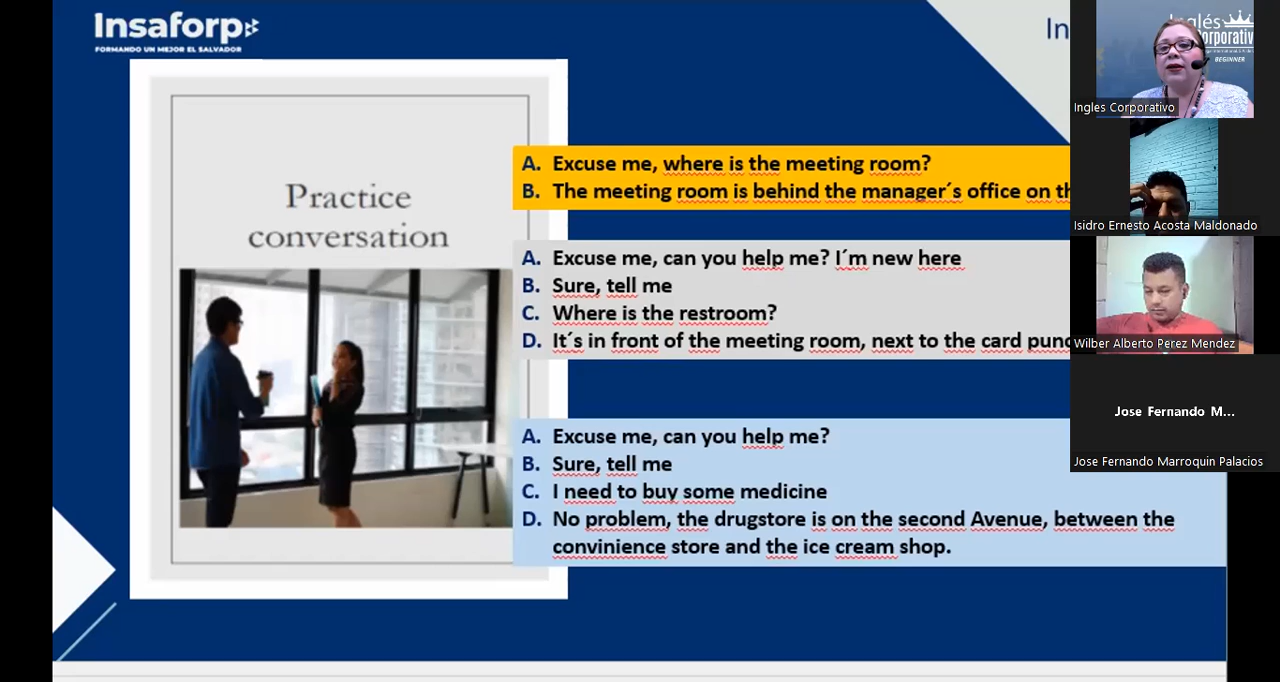 Insaforp
FORMANDO UN MEJOR EL SALVADOR
Practice
conversation
A. Excuse me, where is the meeting room?
B. The meeting room is behind the manager´s office on
A. Excuse me, can you help me? I´m new here
B. Sure, tell me
C. Where is the restroom?
D. It´s in front of the meeting room, next to the card
A. Excuse me, can you help me?
B. Sure, tell me
C. I need to buy some medicine
D. No problem, the drugstore is on the second Avenue, between the
convinience store and the ice cream shop.
Inglés
BEGINNER
Ingles Corporativo
Isidro Ernesto Acosta Maldonado
Wilber Alberto Perez Mendez
Jose Fernando M...
Jose Fernando Marroquin Palacios